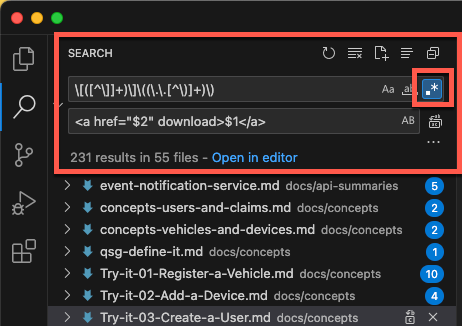 SEARCH
\[([^\]]+)\]\((\.\.[^\)]+)\)
Aa
ab
.*
<a href="$2" download>$1</a>
AB
231 results in 55 files - Open in editor
event-notification-service.md docs/api-summaries 5
concepts-users-and-claims.md docs/concepts 2
concepts-vehicles-and-devices.md docs/concepts 2
qsg-define-it.md docs/concepts 1
Try-it-01-Register-a-Vehicle.md docs/concepts 10
Try-it-02-Add-a-Device.md docs/concepts 4
Try-it-03-Create-a-User.md docs/concepts